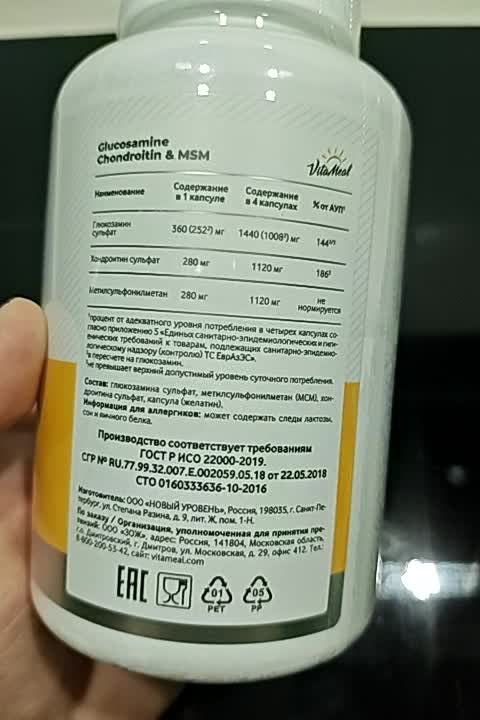 Glucosamine
Chondroitin & MSM
VitaMeal
Наименование Содержание в 1 капсуле Содержание в 4 капсулах % от АУП¹
Глюкозамин сульфат 360 (252²) мг 1440 (1008²) мг 144²/³
Хондроитин сульфат 280 мг 1120 мг 186³
Метилсульфонилметан 280 мг 1120 мг не нормируется
¹процент от адекватного уровня потребления в четырех капсулах со-
гласно приложению 5 «Единых санитарно-эпидемиологических и гиги-
енических требований к товарам, подлежащих санитарно-эпидемио-
логическому надзору (контролю) ТС ЕврАзЭС».
²в пересчете на глюкозамин.
³не превышает верхний допустимый уровень суточного потребления.
Состав: глюкозамина сульфат, метилсульфонилметан (МСМ), хон-
дроитина сульфат, капсула (желатин).
Информация для аллергиков: может содержать следы лактозы,
сои и яичного белка.
Производство соответствует требованиям
ГОСТ Р ИСО 22000-2019.
СГР № RU.77.99.32.007.E.002059.05.18 от 22.05.2018
СТО 0160333636-10-2016
Изготовитель: ООО «НОВЫЙ УРОВЕНЬ», Россия, 198035, г. Санкт-Пе-
тербург, ул. Степана Разина, д. 9, лит. Ж, пом. 1-Н.
По заказу / Организация, уполномоченная для принятия пре-
тензий: ООО «ЗОЖ», адрес: Россия, 141804, Московская область,
г.о. Дмитровский, г. Дмитров, ул. Московская, д. 29, офис 412. Тел.:
8-800-200-53-42, сайт: vitameal.com
EAC
01
PET
05
PP